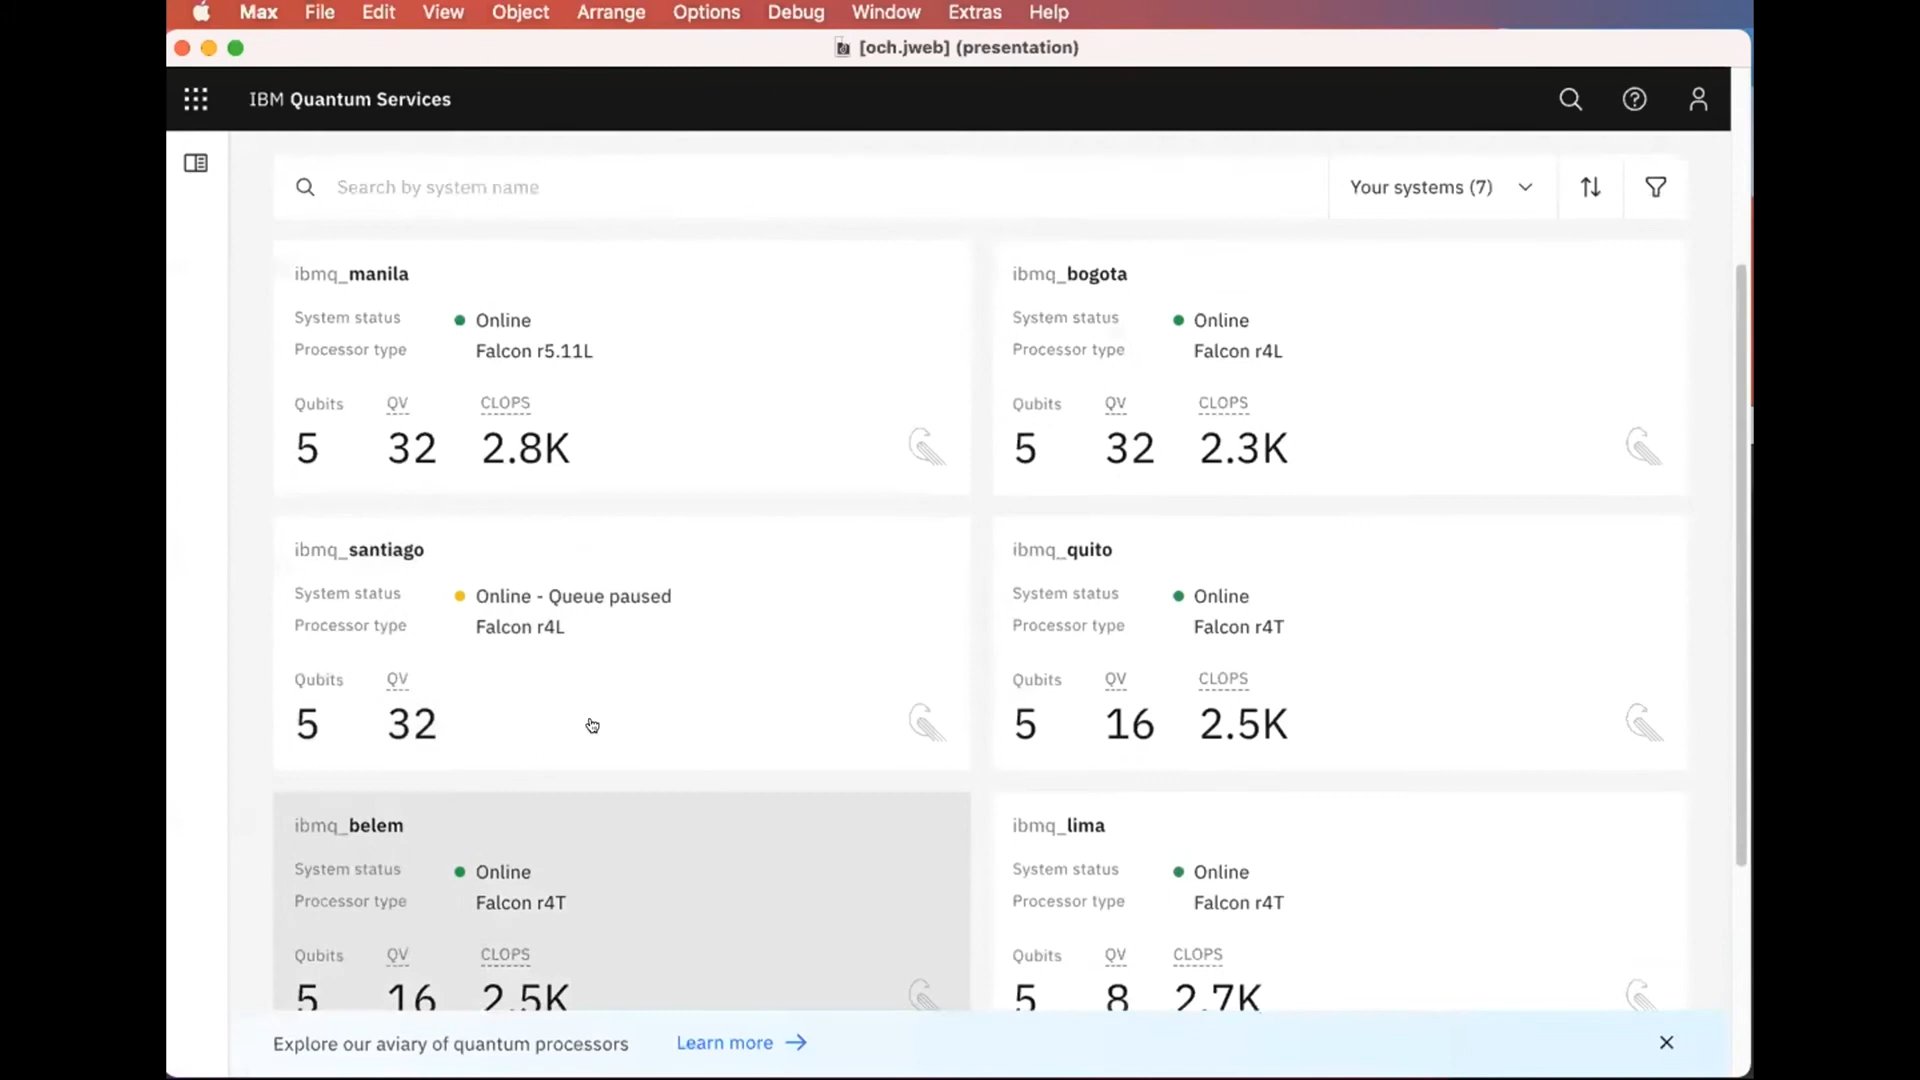 Max File Edit View Object Arrange Options Debug Window Extras Help
[och.jweb] (presentation)
IBM Quantum Services
Search by system name
Your systems (7)
ibmq_manila
System status Online
Processor type Falcon r5.11L
Qubits QV CLOPS
5 32 2.8K
ibmq_bogota
System status Online
Processor type Falcon r4L
Qubits QV CLOPS
5 32 2.3K
ibmq_santiago
System status Online - Queue paused
Processor type Falcon r4L
Qubits QV
5 32
ibmq_quito
System status Online
Processor type Falcon r4T
Qubits QV CLOPS
5 16 2.5K
ibmq_belem
System status Online
Processor type Falcon r4T
Qubits QV CLOPS
5 16 2.5K
ibmq_lima
System status Online
Processor type Falcon r4T
Qubits QV CLOPS
5 8 2.7K
Explore our aviary of quantum processors Learn more